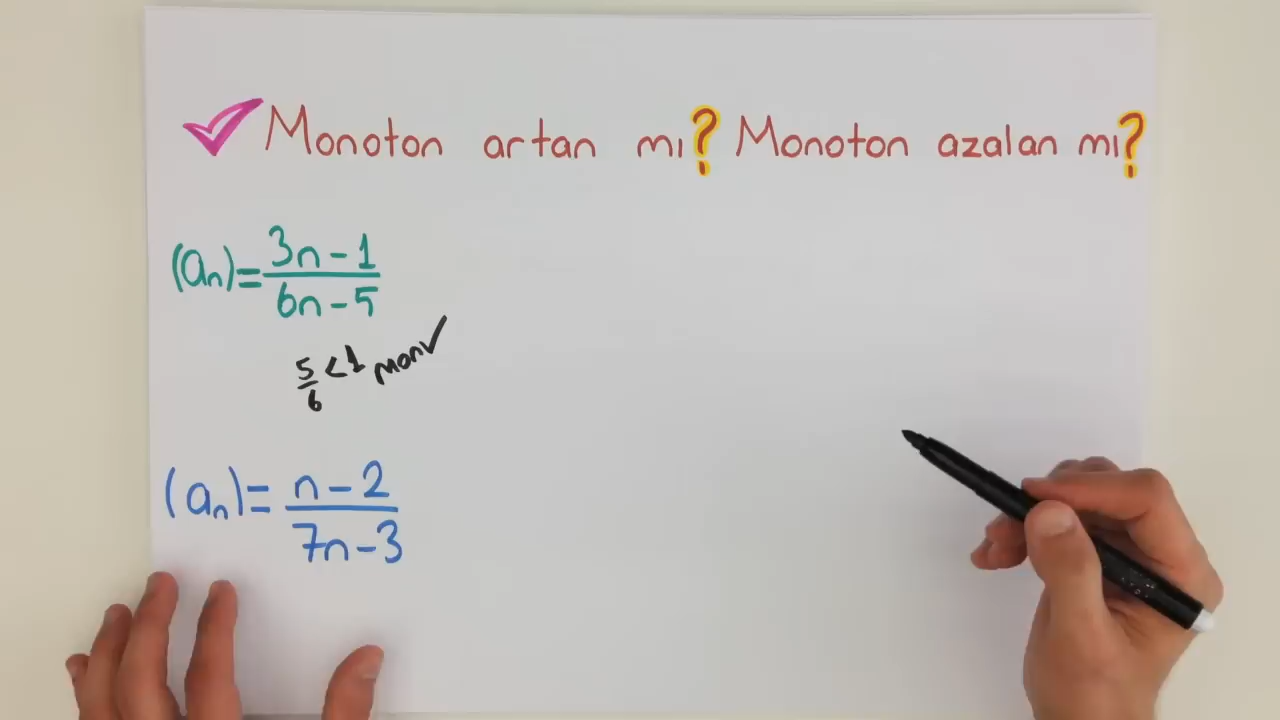 ✓ Monoton artan mı? Monoton azalan mı?
(an) = 3n - 1 / 6n - 5
5/6 < 1 mon ✓
(an) = n - 2 / 7n - 3